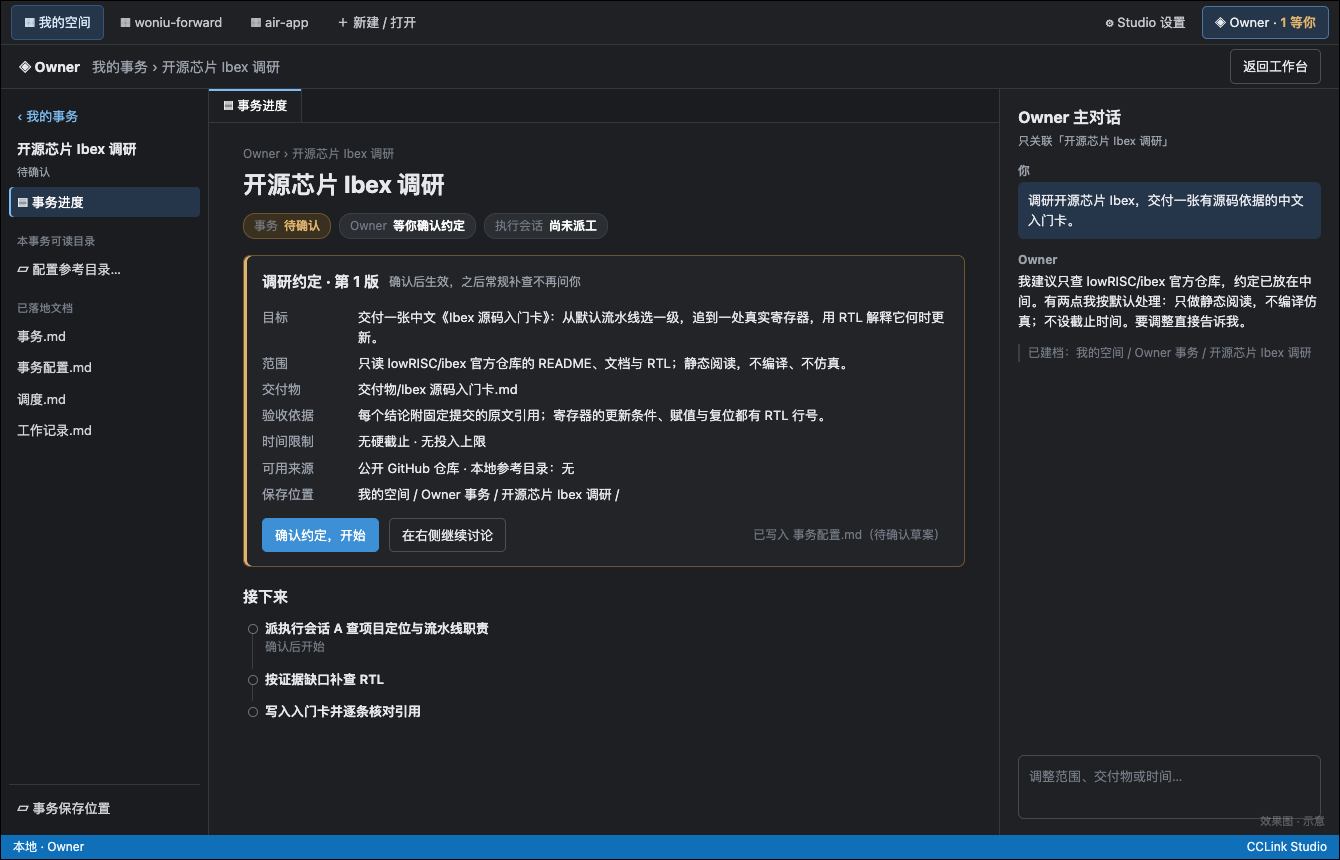 我的空间
woniu-forward
air-app
+ 新建 / 打开
Studio 设置
Owner · 1 等你
Owner 我的事务 › 开源芯片 Ibex 调研
返回工作台
‹ 我的事务
开源芯片 Ibex 调研
待确认
事务进度
本事务可读目录
配置参考目录...
已落地文档
事务.md
事务配置.md
调度.md
工作记录.md
事务保存位置
事务进度
Owner › 开源芯片 Ibex 调研
开源芯片 Ibex 调研
事务 待确认
Owner 等你确认约定
执行会话 尚未派工
调研约定 · 第 1 版 确认后生效，之后常规补查不再问你
目标 交付一张中文《Ibex 源码入门卡》：从默认流水线选一级，追到一处真实寄存器，用 RTL 解释它何时更
新。
范围 只读 lowRISC/ibex 官方仓库的 README、文档与 RTL；静态阅读，不编译、不仿真。
交付物 交付物/Ibex 源码入门卡.md
验收依据 每个结论附固定提交的原文引用；寄存器的更新条件、赋值与复位都有 RTL 行号。
时间限制 无硬截止 · 无投入上限
可用来源 公开 GitHub 仓库 · 本地参考目录：无
保存位置 我的空间 / Owner 事务 / 开源芯片 Ibex 调研 /
确认约定，开始
在右侧继续讨论
已写入 事务配置.md（待确认草案）
接下来
派执行会话 A 查项目定位与流水线职责
确认后开始
按证据缺口补查 RTL
写入入门卡并逐条核对引用
Owner 主对话
只关联「开源芯片 Ibex 调研」
你
调研开源芯片 Ibex，交付一张有源码依据的中文
入门卡。
Owner
我建议只查 lowRISC/ibex 官方仓库，约定已放在中
间。有两点我按默认处理：只做静态阅读，不编译仿
真；不设截止时间。要调整直接告诉我。
已建档：我的空间 / Owner 事务 / 开源芯片 Ibex 调研
调整范围、交付物或时间...
效果图 · 示意
本地 · Owner
CCLink Studio